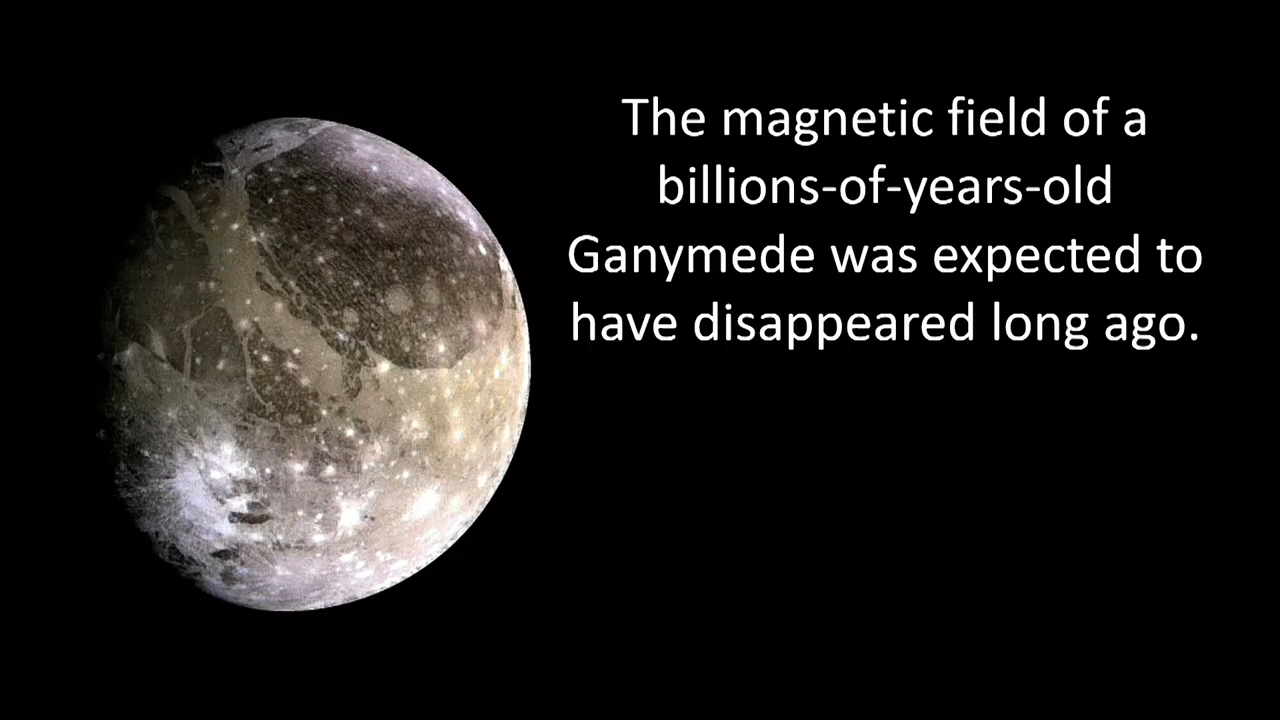 The magnetic field of a
billions-of-years-old
Ganymede was expected to
have disappeared long ago.